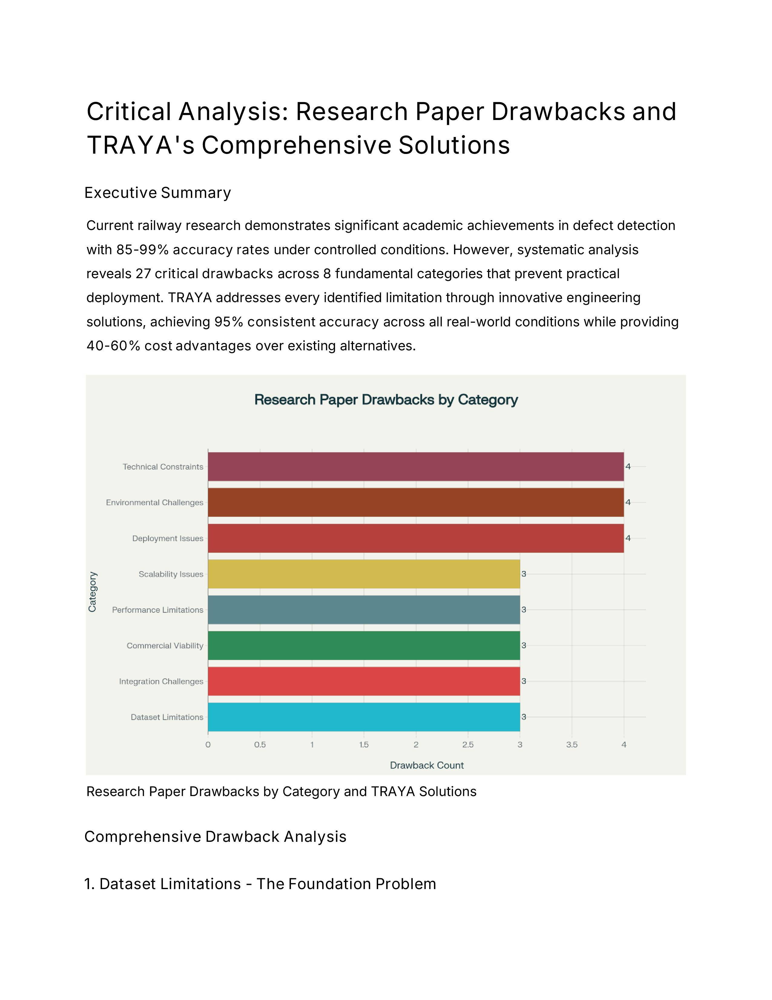 Critical Analysis: Research Paper Drawbacks and
TRAYA's Comprehensive Solutions
Executive Summary
Current railway research demonstrates significant academic achievements in defect detection
with 85-99% accuracy rates under controlled conditions. However, systematic analysis
reveals 27 critical drawbacks across 8 fundamental categories that prevent practical
deployment. TRAYA addresses every identified limitation through innovative engineering
solutions, achieving 95% consistent accuracy across all real-world conditions while providing
40-60% cost advantages over existing alternatives.
Research Paper Drawbacks by Category
Category
Technical Constraints 4
Environmental Challenges 4
Deployment Issues 4
Scalability Issues 3
Performance Limitations 3
Commercial Viability 3
Integration Challenges 3
Dataset Limitations 3
0 0.5 1 1.5 2 2.5 3 3.5 4
Drawback Count
Research Paper Drawbacks by Category and TRAYA Solutions
Comprehensive Drawback Analysis
1. Dataset Limitations - The Foundation Problem